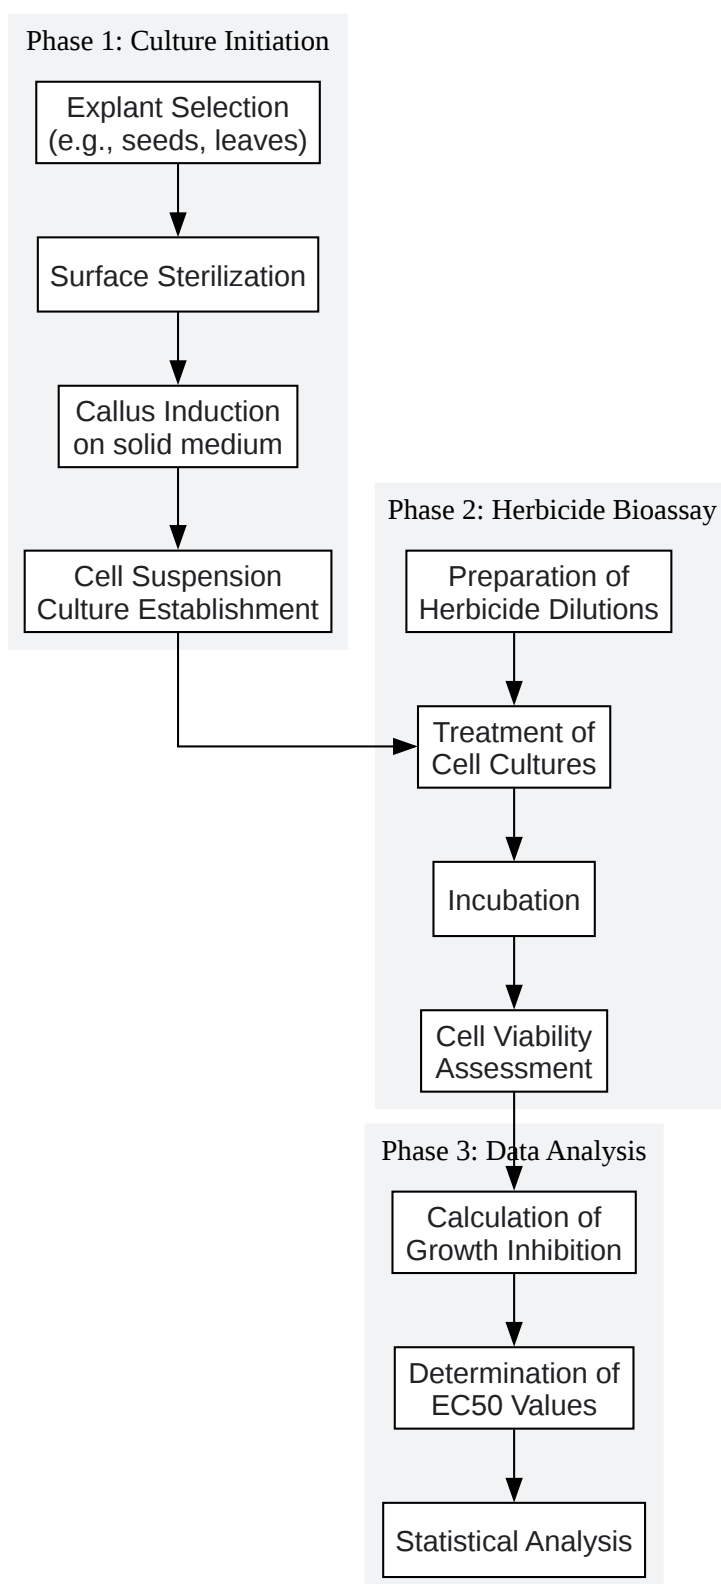 Phase 1: Culture Initiation
Explant Selection
(e.g., seeds, leaves)
Surface Sterilization
Callus Induction
on solid medium
Cell Suspension
Culture Establishment
Phase 2: Herbicide Bioassay
Preparation of
Herbicide Dilutions
Treatment of
Cell Cultures
Incubation
Cell Viability
Assessment
Phase 3: Data Analysis
Calculation of
Growth Inhibition
Determination of
EC50 Values
Statistical Analysis